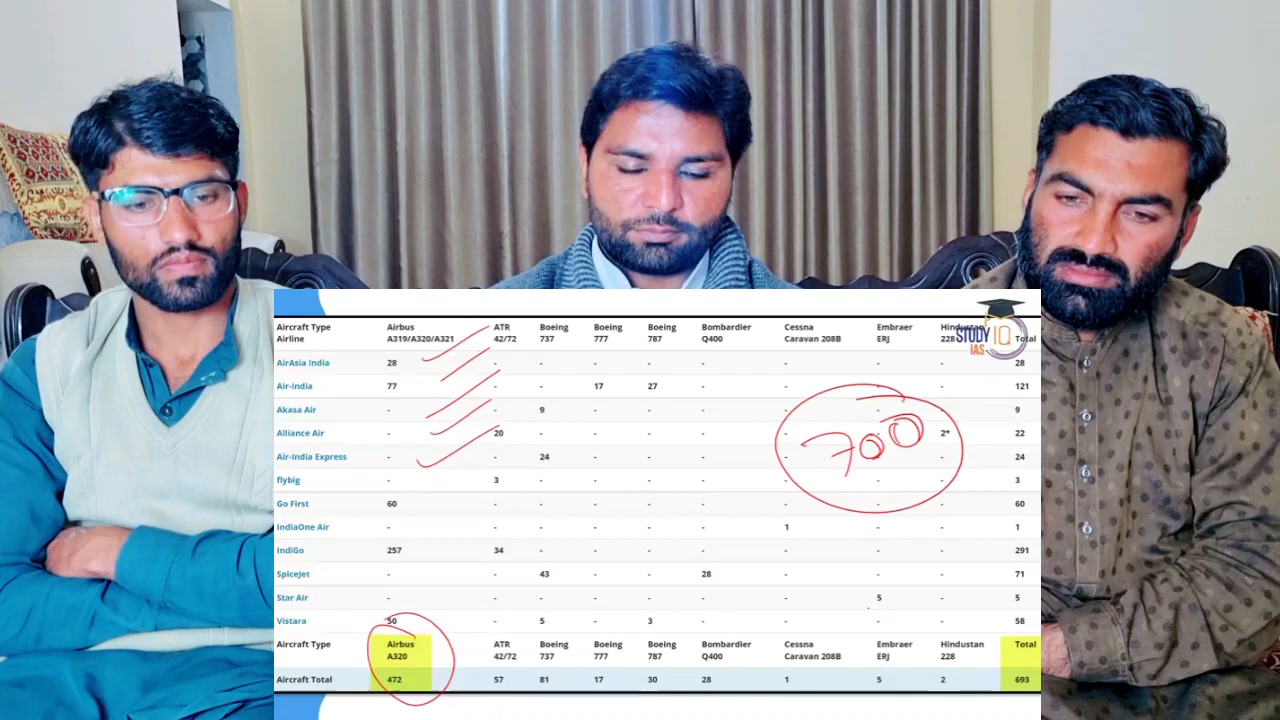 Aircraft Type Airbus ATR Boeing Boeing Boeing Bombardier Cessna Embraer Hindustan
Airline A319/A320/A321 42/72 737 777 787 Q400 Caravan 208B ERJ 228 Total
STUDY IQ
IAS
AirAsia India 28 - - - - - - - - 28
Air-India 77 - - 17 27 - - - - 121
Akasa Air - - 9 - - - - - - 9
Alliance Air - 20 - - - - - - 2* 22
Air-India Express - - 24 - - - - - - 24
700
flybig - 3 - - - - - - - 3
Go First 60 - - - - - - - - 60
IndiaOne Air - - - - - - 1 - - 1
IndiGo 257 34 - - - - - - - 291
SpiceJet - - 43 - - 28 - - - 71
Star Air - - - - - - - 5 - 5
Vistara 50 - 5 - 3 - - - - 58
Aircraft Type Airbus ATR Boeing Boeing Boeing Bombardier Cessna Embraer Hindustan Total
A320 42/72 737 777 787 Q400 Caravan 208B ERJ 228
Aircraft Total 472 57 81 17 30 28 1 5 2 693